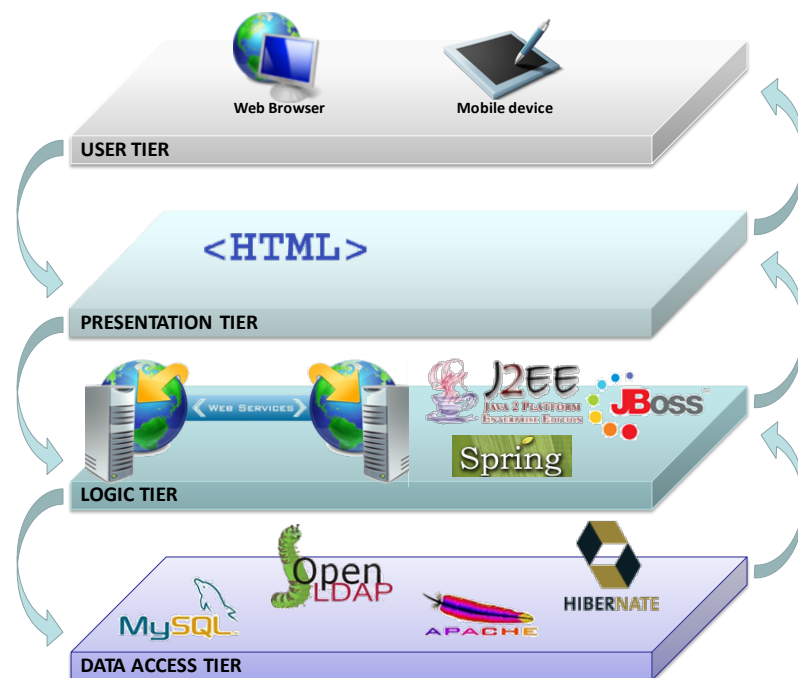 Web Browser
Mobile device
USER TIER
<HTML>
PRESENTATION TIER
WEB SERVICES
J2EE
JAVA 2 PLATFORM
ENTERPRISE EDITION
JBoss
Spring
LOGIC TIER
Open
LDAP
HIBERNATE
MySQL
APACHE
DATA ACCESS TIER